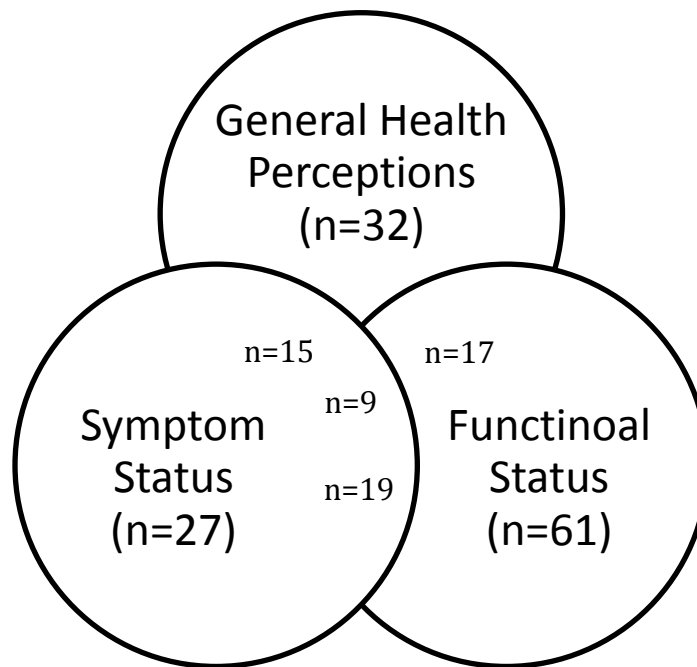 General Health
Perceptions
(n=32)
n=15
n=17
n=9
n=19
Symptom
Status
(n=27)
Functinoal
Status
(n=61)